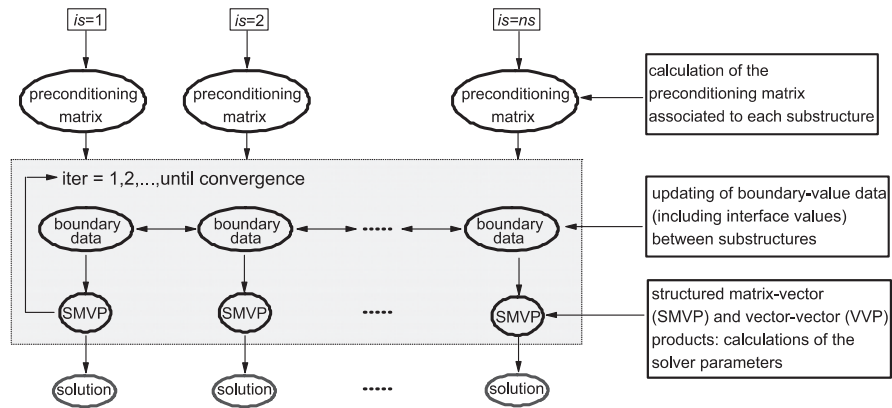 is=1
is=2
is=ns
preconditioning
matrix
preconditioning
matrix
preconditioning
matrix
calculation of the
preconditioning matrix
associated to each substructure
iter = 1,2,...,until convergence
boundary
data
boundary
data
.....
boundary
data
updating of boundary-value data
(including interface values)
between substructures
SMVP
SMVP
.....
SMVP
structured matrix-vector
(SMVP) and vector-vector (VVP)
products: calculations of the
solver parameters
solution
solution
.....
solution